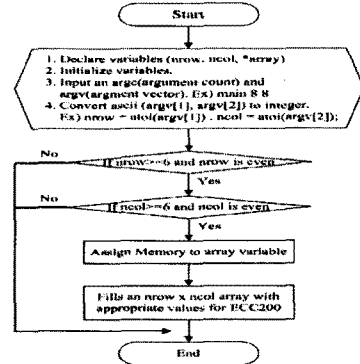 Start
1. Declare variables (nrow, ncol, *array)
2. Initialize variables.
3. Input an argc(argument count) and
argv(argment vector). Ex) main 8 8
4. Convert ascii (argv[1], argv[2]) to integer.
Ex) nrow = atoi(argv[1]) , ncol = atoi(argv[2]);
No
If nrow>=6 and nrow is even
Yes
No
If ncol>=6 and ncol is even
Yes
Assign Memory to array variable
Fills an nrow x ncol array with
appropriate values for ECC200
End